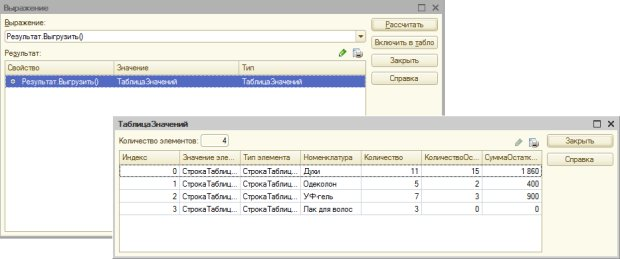 Выражение
Выражение:
Результат.Выгрузить()
Рассчитать
Включить в табло
Закрыть
Справка
Результат:
Свойство Значение Тип
Результат.Выгрузить() ТаблицаЗначений ТаблицаЗначений
ТаблицаЗначений
Количество элементов: 4
Закрыть
Справка
Индекс Значение эле... Тип элемента Номенклатура Количество КоличествоОс... СуммаОстатк...
0 СтрокаТаблиц... СтрокаТаблиц... Духи 11 15 1 860
1 СтрокаТаблиц... СтрокаТаблиц... Одеколон 5 2 400
2 СтрокаТаблиц... СтрокаТаблиц... УФ-гель 7 3 900
3 СтрокаТаблиц... СтрокаТаблиц... Лак для волос 3 0 0